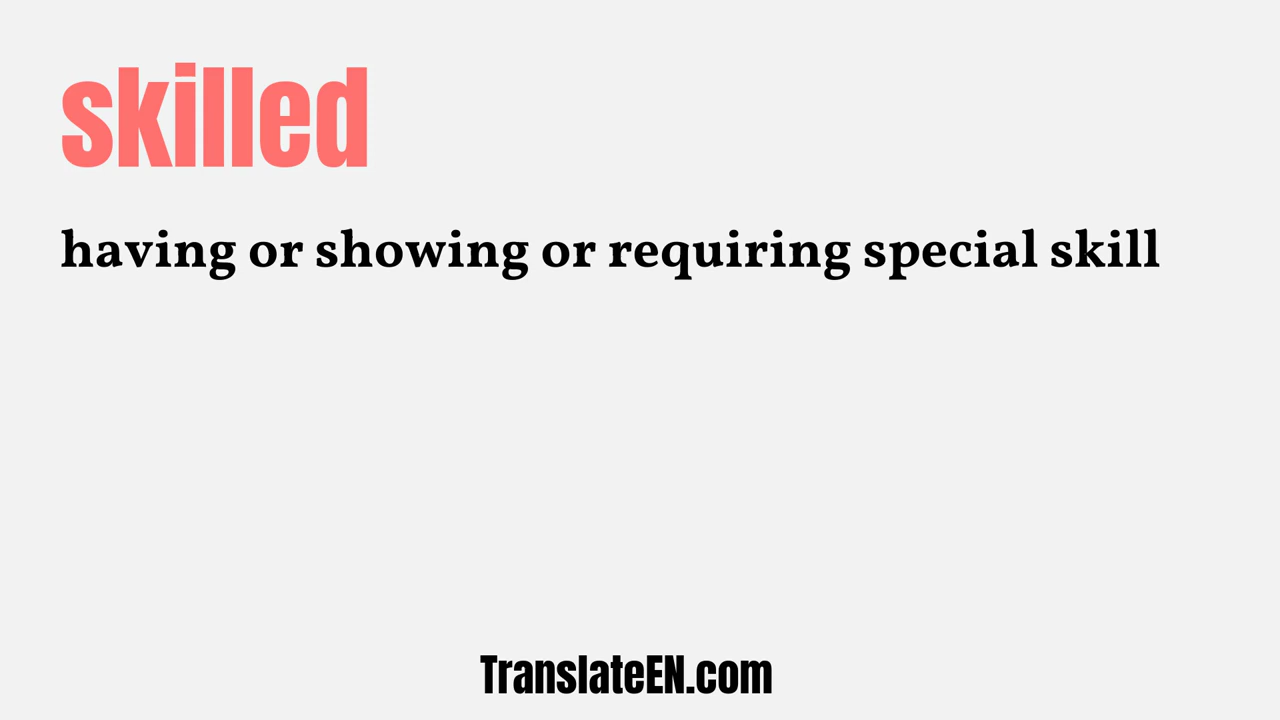 skilled
having or showing or requiring special skill
TranslateEN.com